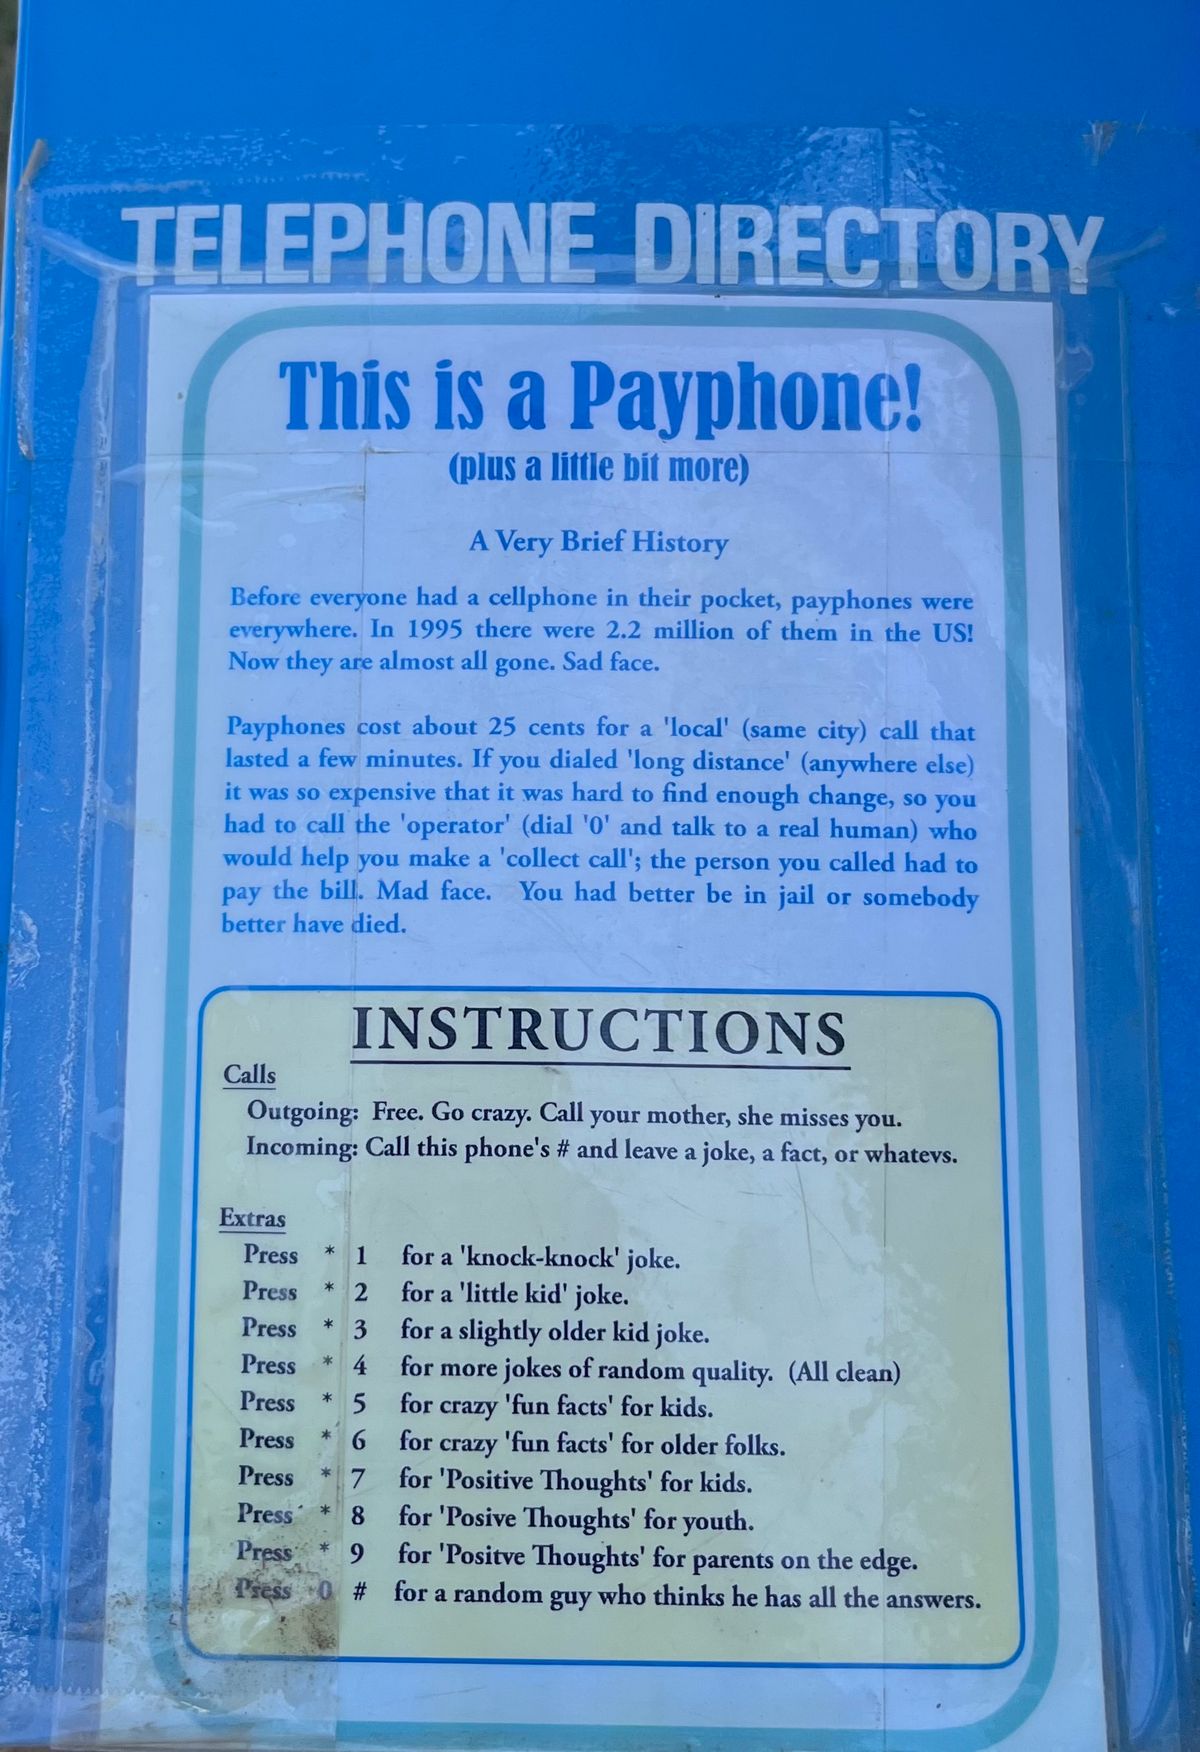 TELEPHONE DIRECTORY
This is a Payphone!
(plus a little bit more)
A Very Brief History
Before everyone had a cellphone in their pocket, payphones were
everywhere. In 1995 there were 2.2 million of them in the US!
Now they are almost all gone. Sad face.
Payphones cost about 25 cents for a 'local' (same city) call that
lasted a few minutes. If you dialed 'long distance' (anywhere else)
it was so expensive that it was hard to find enough change, so you
had to call the 'operator' (dial '0' and talk to a real human) who
would help you make a 'collect call'; the person you called had to
pay the bill. Mad face. You had better be in jail or somebody
better have died.
INSTRUCTIONS
Calls
Outgoing: Free. Go crazy. Call your mother, she misses you.
Incoming: Call this phone's # and leave a joke, a fact, or whatevs.
Extras
Press * 1 for a 'knock-knock' joke.
Press * 2 for a 'little kid' joke.
Press * 3 for a slightly older kid joke.
Press * 4 for more jokes of random quality. (All clean)
Press * 5 for crazy 'fun facts' for kids.
Press * 6 for crazy 'fun facts' for older folks.
Press * 7 for 'Positive Thoughts' for kids.
Press * 8 for 'Posive Thoughts' for youth.
Press * 9 for 'Positve Thoughts' for parents on the edge.
Press 0 # for a random guy who thinks he has all the answers.